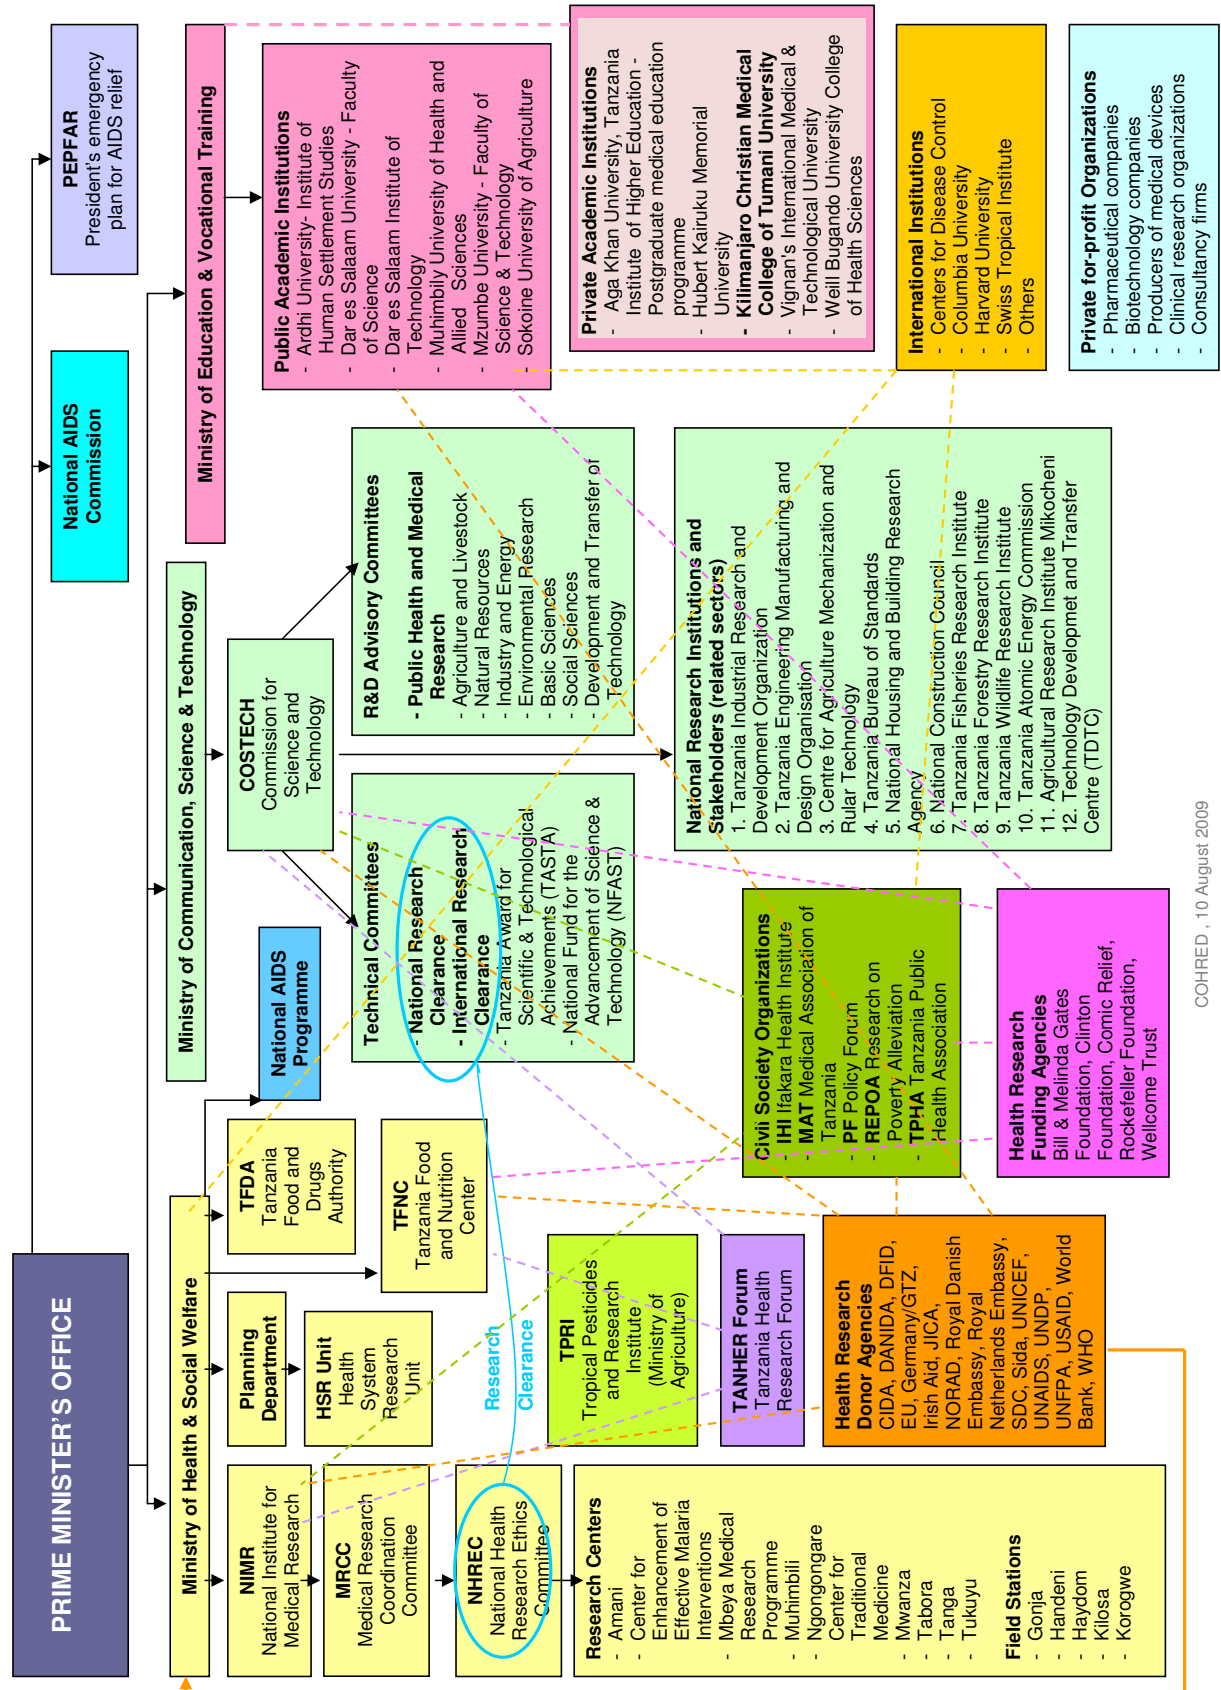 PRIME MINISTER'S OFFICE
PEPFAR
President's emergency
plan for AIDS relief
National AIDS
Commission
Ministry of Health & Social Welfare
Ministry of Communication, Science & Technology
Ministry of Education & Vocational Training
NIMR
National Institute for
Medical Research
MRCC
Medical Research
Coordination
Committee
NHREC
National Health
Research Ethics
Committee
Research Centers
- Amani
- Center for
Enhancement of
Effective Malaria
Interventions
- Mbeya Medical
Research
Programme
- Muhimbili
- Ngongongare
Center for
Traditional
Medicine
- Mwanza
- Tabora
- Tanga
- Tukuyu
Field Stations
- Gonja
- Handeni
- Haydom
- Kilosa
- Korogwe
Planning
Department
HSR Unit
Health
System
Research
Unit
TFDA
Tanzania
Food and
Drugs
Authority
TFNC
Tanzania Food
and Nutrition
Center
National AIDS
Programme
Research
Clearance
TPRI
Tropical Pesticides
and Research
Institute
(Ministry of
Agriculture)
TANHER Forum
Tanzania Health
Research Forum
Health Research
Donor Agencies
CIDA, DANIDA, DFID,
EU, Germany/GTZ,
Irish Aid, JICA,
NORAD, Royal Danish
Embassy, Royal
Netherlands Embassy,
SDC, Sida, UNICEF,
UNAIDS, UNDP,
UNFPA, USAID, World
Bank, WHO
COSTECH
Commission for
Science and
Technology
Technical Committees
- National Research
Clearance
- International Research
Clearance
- Tanzania Award for
Scientific & Technological
Achievements (TASTA)
- National Fund for the
Advancement of Science &
Technology (NFAST)
R&D Advisory Committees
- Public Health and Medical
Research
- Agriculture and Livestock
- Natural Resources
- Industry and Energy
- Environmental Research
- Basic Sciences
- Social Sciences
- Development and Transfer of
Technology
National Research Institutions and
Stakeholders (related sectors)
1. Tanzania Industrial Research and
Development Organization
2. Tanzania Engineering Manufacturing and
Design Organisation
3. Centre for Agriculture Mechanization and
Rular Technology
4. Tanzania Bureau of Standards
5. National Housing and Building Research
Agency
6. National Construction Council
7. Tanzania Fisheries Research Institute
8. Tanzania Forestry Research Institute
9. Tanzania Wildlife Research Institute
10. Tanzania Atomic Energy Commission
11. Agricultural Research Institute Mikocheni
12. Technology Developmet and Transfer
Centre (TDTC)
Civil Society Organizations
- IHI Ifakara Health Institute
- MAT Medical Association of
Tanzania
- PF Policy Forum
- REPOA Research on
Poverty Alleviation
- TPHA Tanzania Public
Health Association
Health Research
Funding Agencies
Bill & Melinda Gates
Foundation, Clinton
Foundation, Comic Relief,
Rockefeller Foundation,
Wellcome Trust
Public Academic Institutions
- Ardhi University- Institute of
Human Settlement Studies
- Dar es Salaam University - Faculty
of Science
- Dar es Salaam Institute of
Technology
- Muhimbily University of Health and
Allied Sciences
- Mzumbe University - Faculty of
Science & Technology
- Sokoine University of Agriculture
Private Academic Institutions
- Aga Khan University, Tanzania
Institute of Higher Education -
Postgraduate medical education
programme
- Hubert Kairuku Memorial
University
- Kilimanjaro Christian Medical
College of Tumani University
- Vignan's International Medical &
Technological University
- Weill Bugando University College
of Health Sciences
International Institutions
- Centers for Disease Control
- Columbia University
- Harvard University
- Swiss Tropical Institute
- Others
Private for-profit Organizations
- Pharmaceutical companies
- Biotechnology companies
- Producers of medical devices
- Clinical research organizations
- Consultancy firms
COHRED , 10 August 2009